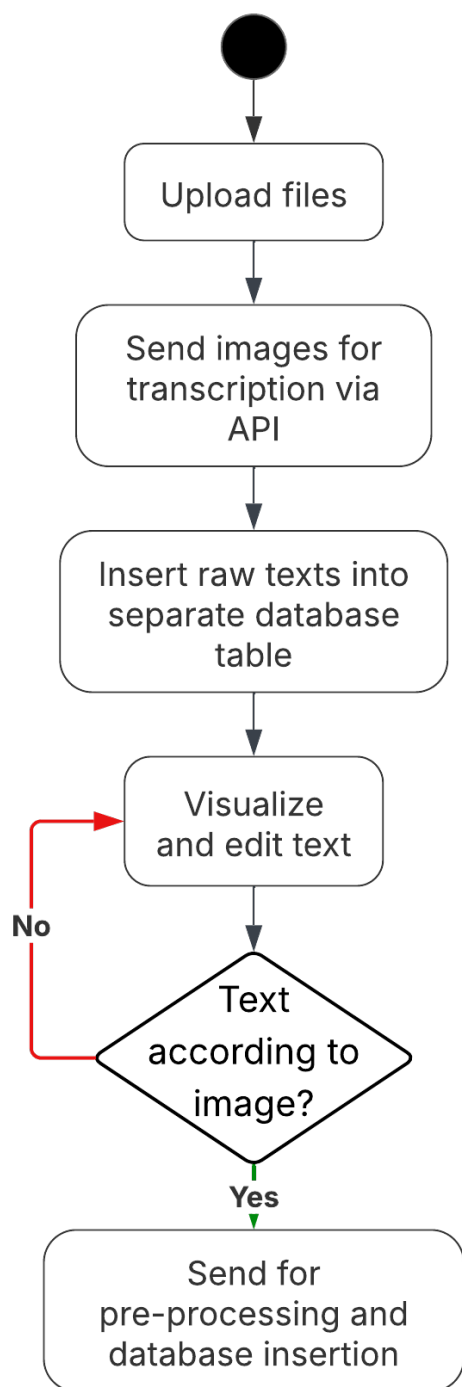 Upload files
Send images for
transcription via
API
Insert raw texts into
separate database
table
Visualize
and edit text
No
Text
according to
image?
Yes
Send for
pre-processing and
database insertion